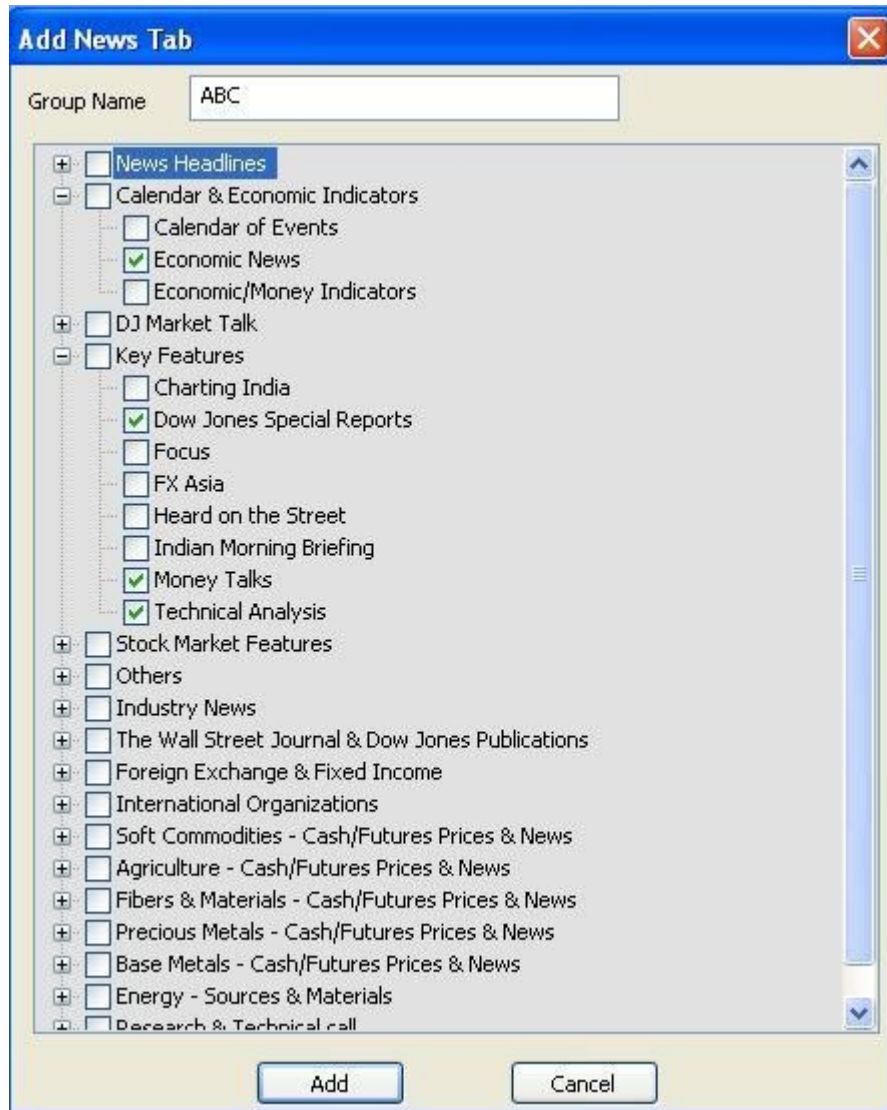 Add News Tab
Group Name ABC
News Headlines
Calendar & Economic Indicators
Calendar of Events
Economic News
Economic/Money Indicators
DJ Market Talk
Key Features
Charting India
Dow Jones Special Reports
Focus
FX Asia
Heard on the Street
Indian Morning Briefing
Money Talks
Technical Analysis
Stock Market Features
Others
Industry News
The Wall Street Journal & Dow Jones Publications
Foreign Exchange & Fixed Income
International Organizations
Soft Commodities - Cash/Futures Prices & News
Agriculture - Cash/Futures Prices & News
Fibers & Materials - Cash/Futures Prices & News
Precious Metals - Cash/Futures Prices & News
Base Metals - Cash/Futures Prices & News
Energy - Sources & Materials
Research & Technical call
Add Cancel